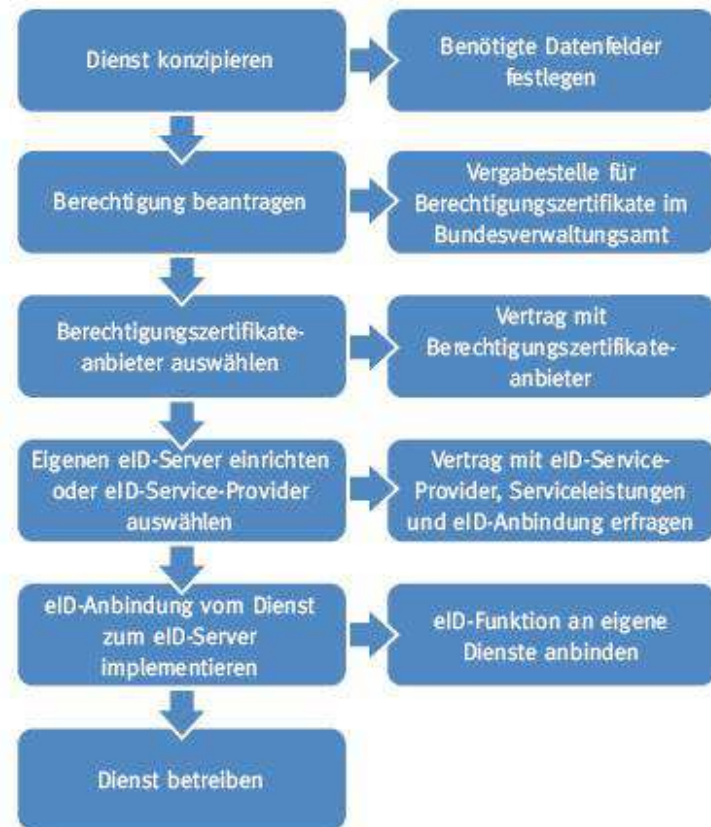 Dienst konzipieren
Benötigte Datenfelder
festlegen
Berechtigung beantragen
Vergabestelle für
Berechtigungszertifikate im
Bundesverwaltungsamt
Berechtigungszertifikate-
anbieter auswählen
Vertrag mit
Berechtigungszertifikate-
anbieter
Eigenen eID-Server einrichten
oder eID-Service-Provider
auswählen
Vertrag mit eID-Service-
Provider, Serviceleistungen
und eID-Anbindung erfragen
eID-Anbindung vom Dienst
zum eID-Server
implementieren
eID-Funktion an eigene
Dienste anbinden
Dienst betreiben